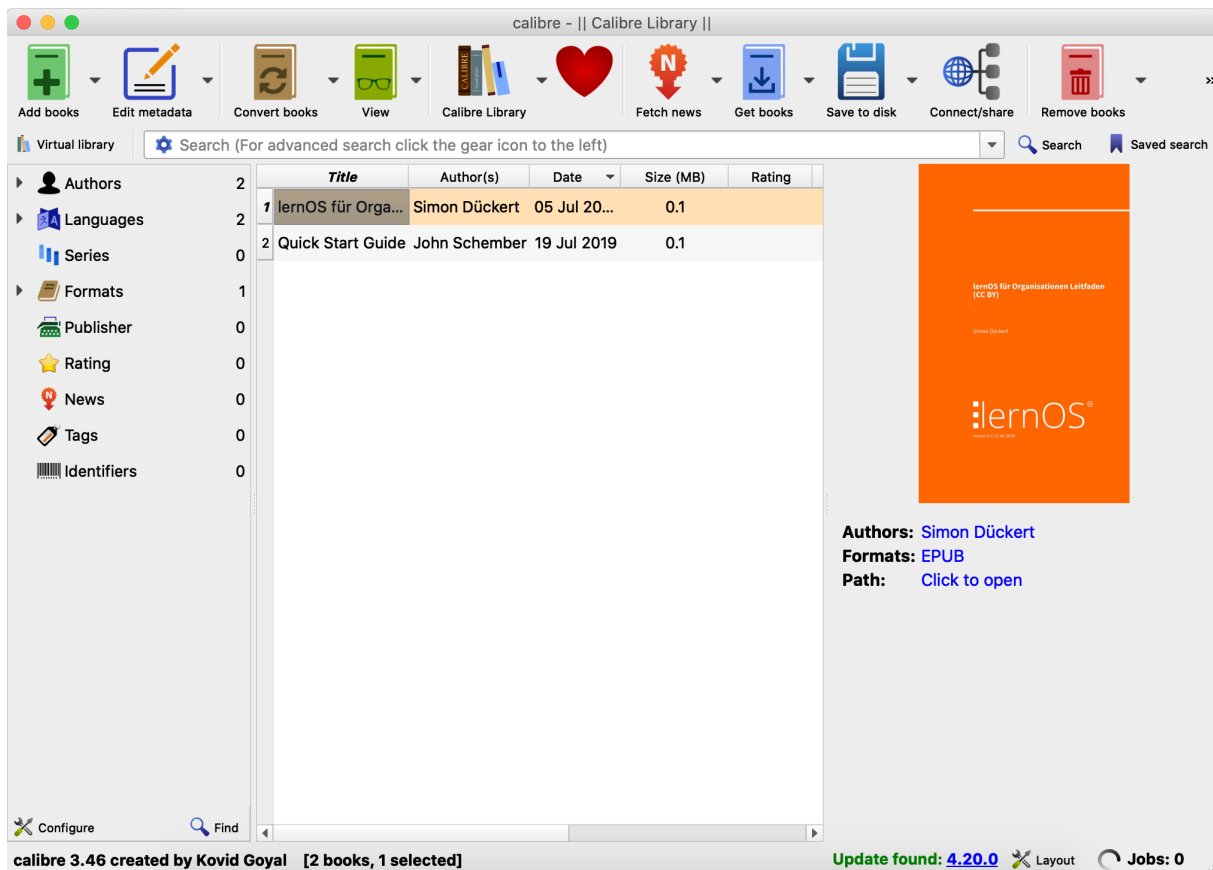 calibre - || Calibre Library ||
Add books Edit metadata Convert books View Calibre Library Fetch news Get books Save to disk Connect/share Remove books
CALIBRE
N
Virtual library Search (For advanced search click the gear icon to the left) Search Saved search
Authors 2
Languages 2
Series 0
Formats 1
Publisher 0
Rating 0
News 0
Tags 0
Identifiers 0
Title Author(s) Date Size (MB) Rating
1 lernOS für Orga... Simon Dückert 05 Jul 20... 0.1
2 Quick Start Guide John Schember 19 Jul 2019 0.1
lernOS für Organisationen Leitfaden
(CC BY)
Simon Dückert
lernOS®
Authors: Simon Dückert
Formats: EPUB
Path: Click to open
Configure Find
calibre 3.46 created by Kovid Goyal [2 books, 1 selected] Update found: 4.20.0 Layout Jobs: 0